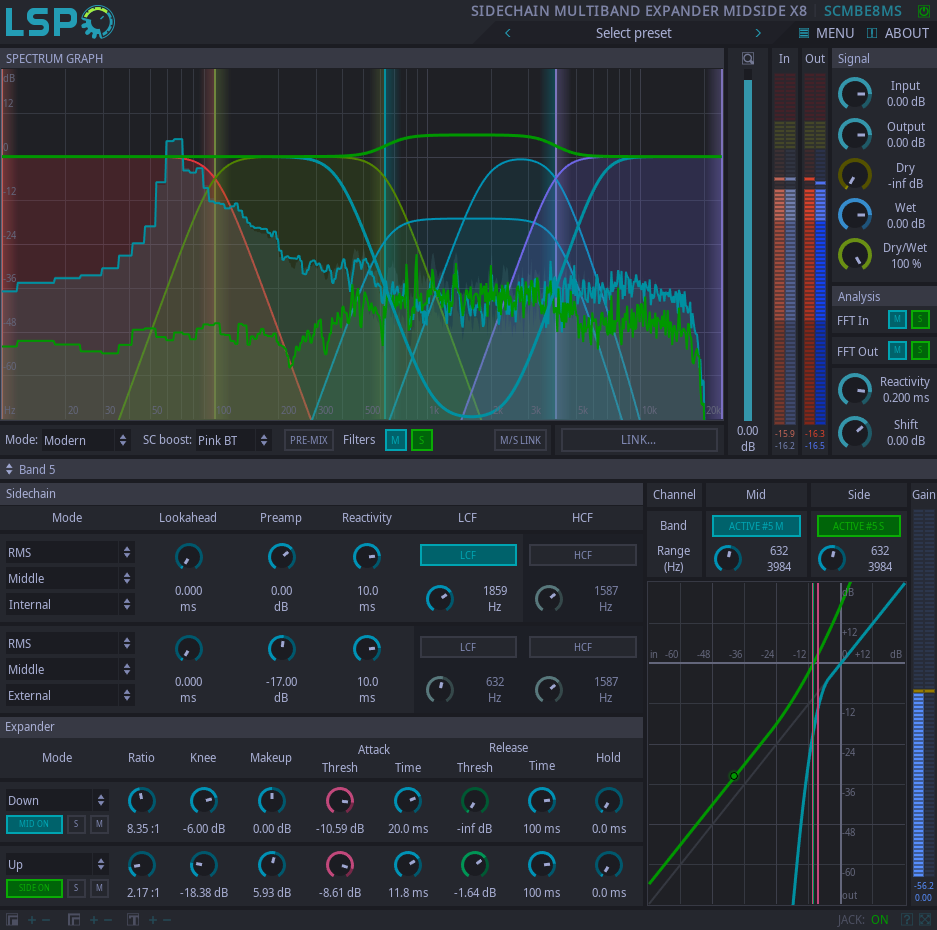 LSP
SIDECHAIN MULTIBAND EXPANDER MIDSIDE X8 SCMBE8MS
Select preset MENU ABOUT
SPECTRUM GRAPH In Out Signal
dB
12
0
-12
-24
-36
-48
-60
Hz 20 30 50 100 200 300 500 1k 2k 3k 5k 10k 20k
Input
0.00 dB
Output
0.00 dB
Dry
-inf dB
Wet
0.00 dB
Dry/Wet
100 %
Analysis
FFT In M S
FFT Out M S
Reactivity
0.200 ms
Shift
0.00 dB
0.00
dB
-15.9 -16.3
-16.2 -16.5
Mode: Modern SC boost: Pink BT PRE-MIX Filters M S M/S LINK LINK...
Band 5
Sidechain
Mode Lookahead Preamp Reactivity LCF HCF
RMS
Middle
Internal
0.000
ms
0.00
dB
10.0
ms
LCF
1859
Hz
HCF
1587
Hz
RMS
Middle
External
0.000
ms
-17.00
dB
10.0
ms
LCF
632
Hz
HCF
1587
Hz
Expander
Mode Ratio Knee Makeup Attack Release Hold
Thresh Time Thresh Time
Down
MID ON S M 8.35 :1 -6.00 dB 0.00 dB -10.59 dB 20.0 ms -inf dB 100 ms 0.0 ms
Up
SIDE ON S M 2.17 :1 -18.38 dB 5.93 dB -8.61 dB 11.8 ms -1.64 dB 100 ms 0.0 ms
Channel Mid Side Gain
Band ACTIVE #5 M ACTIVE #5 S
Range
(Hz)
632
3984
632
3984
dB
+12
in -60 -48 -36 -24 -12 0 +12 dB
-12
-24
-36
-48
-60
out
-56.2
0.00
JACK: ON ?